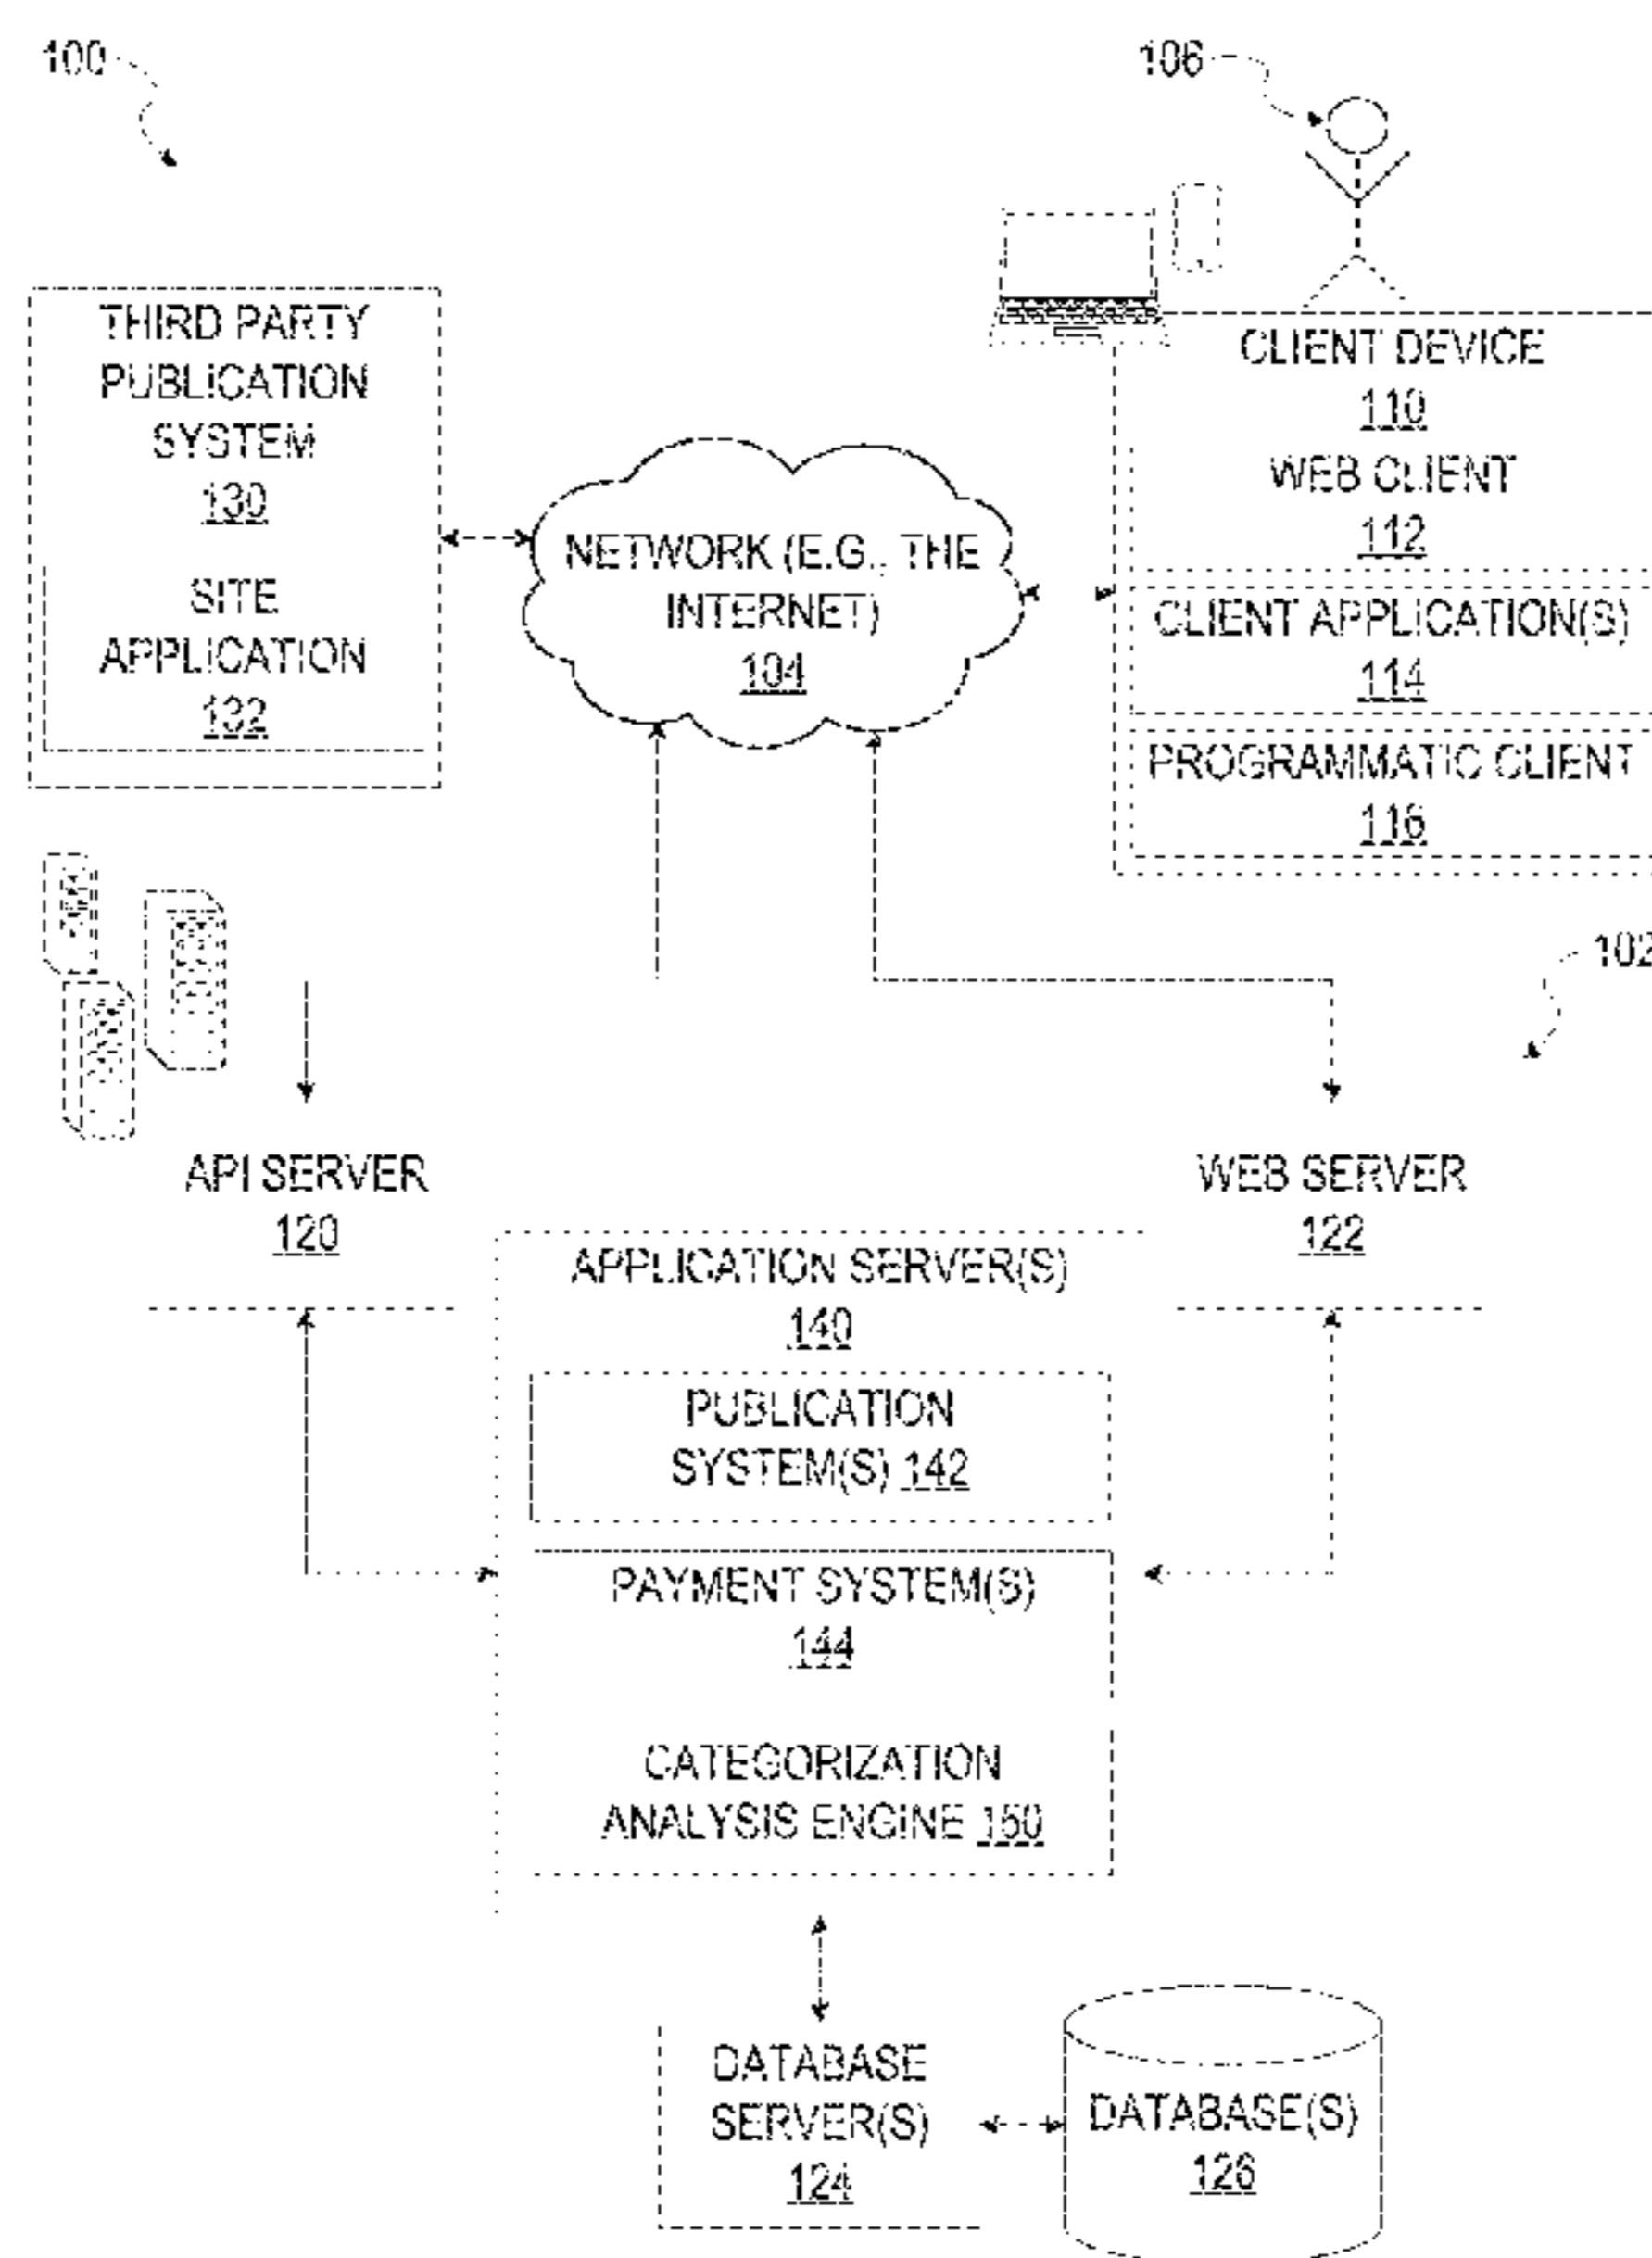 100
106
THIRD PARTY
PUBLICATION
SYSTEM
130
SITE
APPLICATION
132
NETWORK (E.G., THE
INTERNET)
104
CLIENT DEVICE
110
WEB CLIENT
112
CLIENT APPLICATION(S)
114
PROGRAMMATIC CLIENT
116
102
API SERVER
120
WEB SERVER
122
APPLICATION SERVER(S)
140
PUBLICATION
SYSTEM(S) 142
PAYMENT SYSTEM(S)
144
CATEGORIZATION
ANALYSIS ENGINE 150
DATABASE
SERVER(S)
124
DATABASE(S)
126